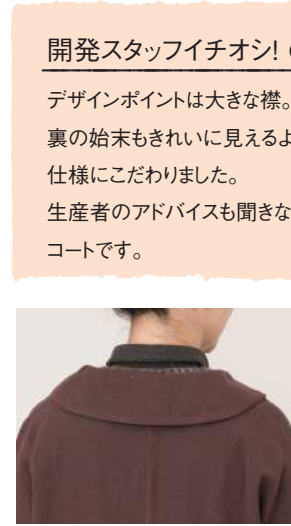 開発スタッフイチオシ!
デザインポイントは大きな襟。
裏の始末もきれいに見えるよ
仕様にこだわりました。
生産者のアドバイスも聞きな
コートです。